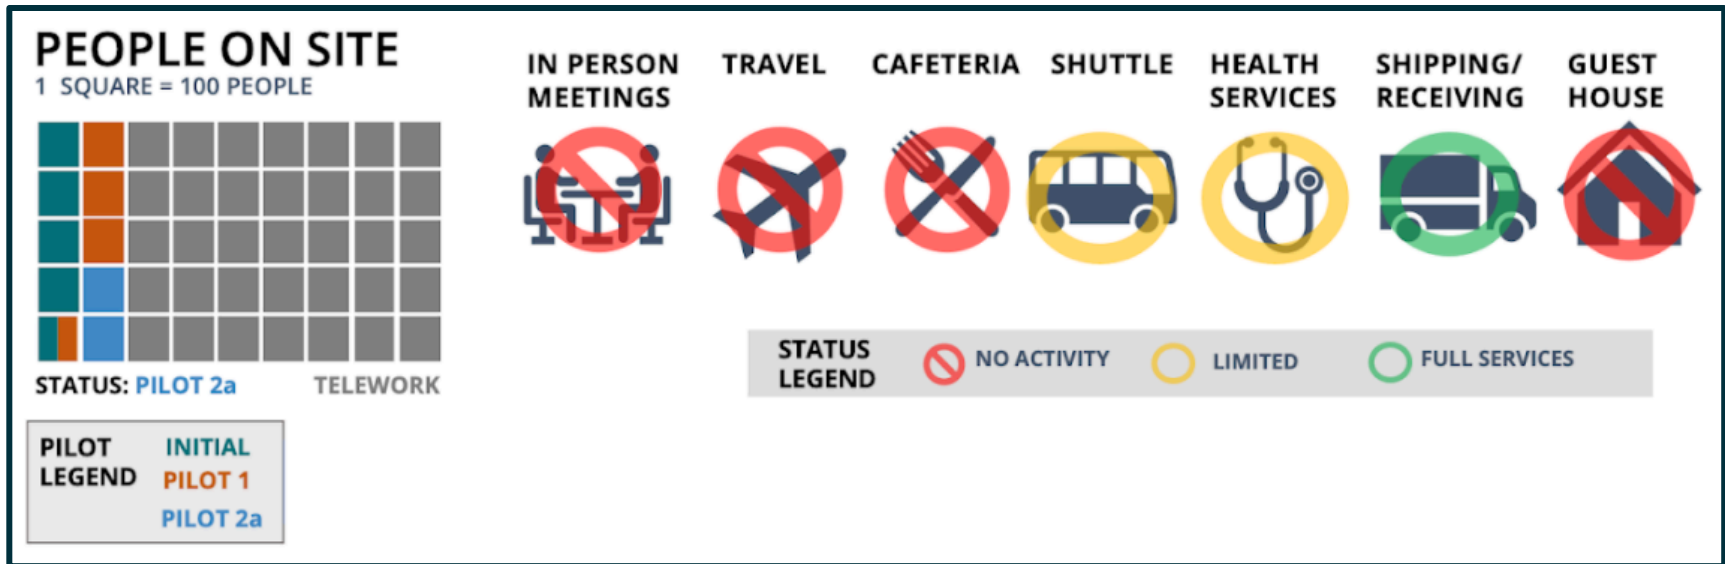 PEOPLE ON SITE
1 SQUARE = 100 PEOPLE
STATUS: PILOT 2a
TELEWORK
PILOT
LEGEND
INITIAL
PILOT 1
PILOT 2a
IN PERSON
MEETINGS
TRAVEL
CAFETERIA
SHUTTLE
HEALTH
SERVICES
SHIPPING/
RECEIVING
GUEST
HOUSE
STATUS
LEGEND
NO ACTIVITY
LIMITED
FULL SERVICES